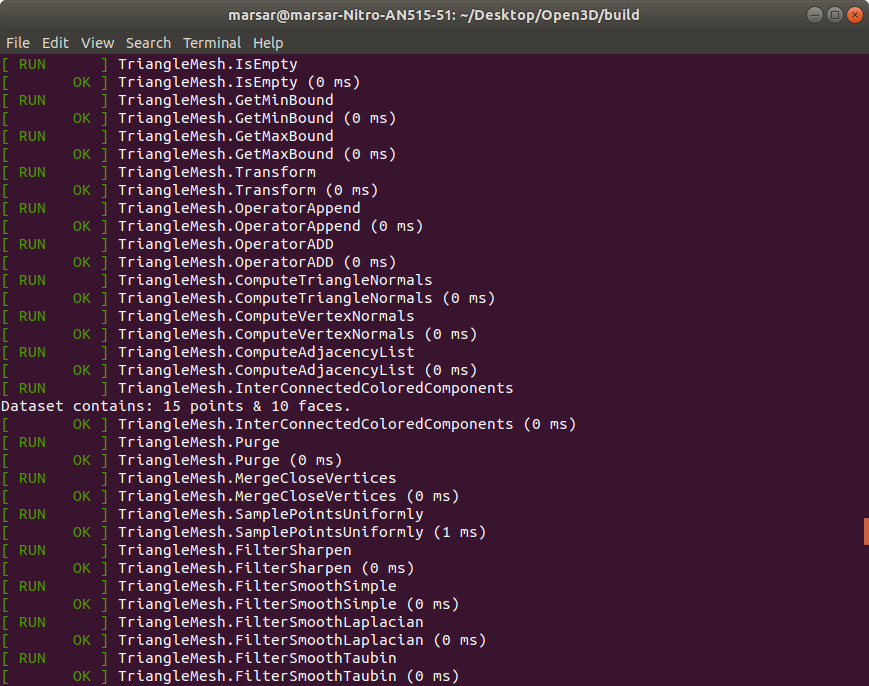 marsar@marsar-Nitro-AN515-51: ~/Desktop/Open3D/build
File Edit View Search Terminal Help
[ RUN      ] TriangleMesh.IsEmpty
[       OK ] TriangleMesh.IsEmpty (0 ms)
[ RUN      ] TriangleMesh.GetMinBound
[       OK ] TriangleMesh.GetMinBound (0 ms)
[ RUN      ] TriangleMesh.GetMaxBound
[       OK ] TriangleMesh.GetMaxBound (0 ms)
[ RUN      ] TriangleMesh.Transform
[       OK ] TriangleMesh.Transform (0 ms)
[ RUN      ] TriangleMesh.OperatorAppend
[       OK ] TriangleMesh.OperatorAppend (0 ms)
[ RUN      ] TriangleMesh.OperatorADD
[       OK ] TriangleMesh.OperatorADD (0 ms)
[ RUN      ] TriangleMesh.ComputeTriangleNormals
[       OK ] TriangleMesh.ComputeTriangleNormals (0 ms)
[ RUN      ] TriangleMesh.ComputeVertexNormals
[       OK ] TriangleMesh.ComputeVertexNormals (0 ms)
[ RUN      ] TriangleMesh.ComputeAdjacencyList
[       OK ] TriangleMesh.ComputeAdjacencyList (0 ms)
[ RUN      ] TriangleMesh.InterConnectedColoredComponents
Dataset contains: 15 points & 10 faces.
[       OK ] TriangleMesh.InterConnectedColoredComponents (0 ms)
[ RUN      ] TriangleMesh.Purge
[       OK ] TriangleMesh.Purge (0 ms)
[ RUN      ] TriangleMesh.MergeCloseVertices
[       OK ] TriangleMesh.MergeCloseVertices (0 ms)
[ RUN      ] TriangleMesh.SamplePointsUniformly
[       OK ] TriangleMesh.SamplePointsUniformly (1 ms)
[ RUN      ] TriangleMesh.FilterSharpen
[       OK ] TriangleMesh.FilterSharpen (0 ms)
[ RUN      ] TriangleMesh.FilterSmoothSimple
[       OK ] TriangleMesh.FilterSmoothSimple (0 ms)
[ RUN      ] TriangleMesh.FilterSmoothLaplacian
[       OK ] TriangleMesh.FilterSmoothLaplacian (0 ms)
[ RUN      ] TriangleMesh.FilterSmoothTaubin
[       OK ] TriangleMesh.FilterSmoothTaubin (0 ms)